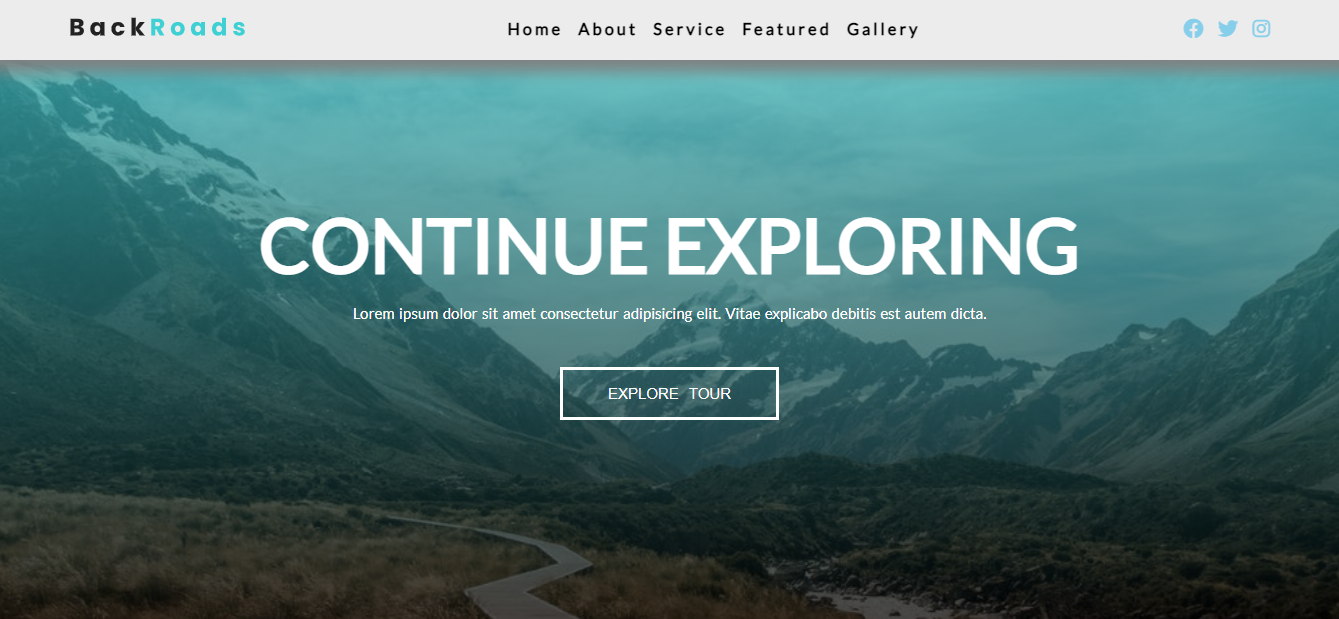 BackRoads
Home About Service Featured Gallery
CONTINUE EXPLORING
Lorem ipsum dolor sit amet consectetur adipisicing elit. Vitae explicabo debitis est autem dicta.
EXPLORE TOUR